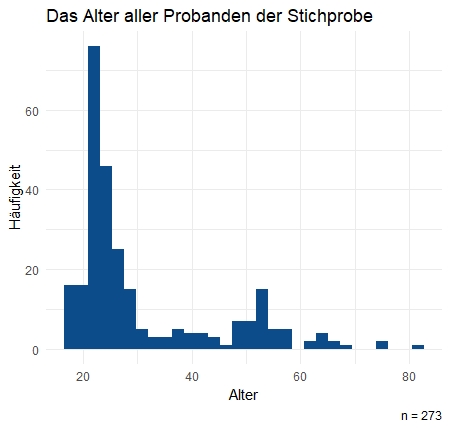 Das Alter aller Probanden der Stichprobe
Häufigkeit
60
40
20
0
20 40 60 80
Alter
n = 273